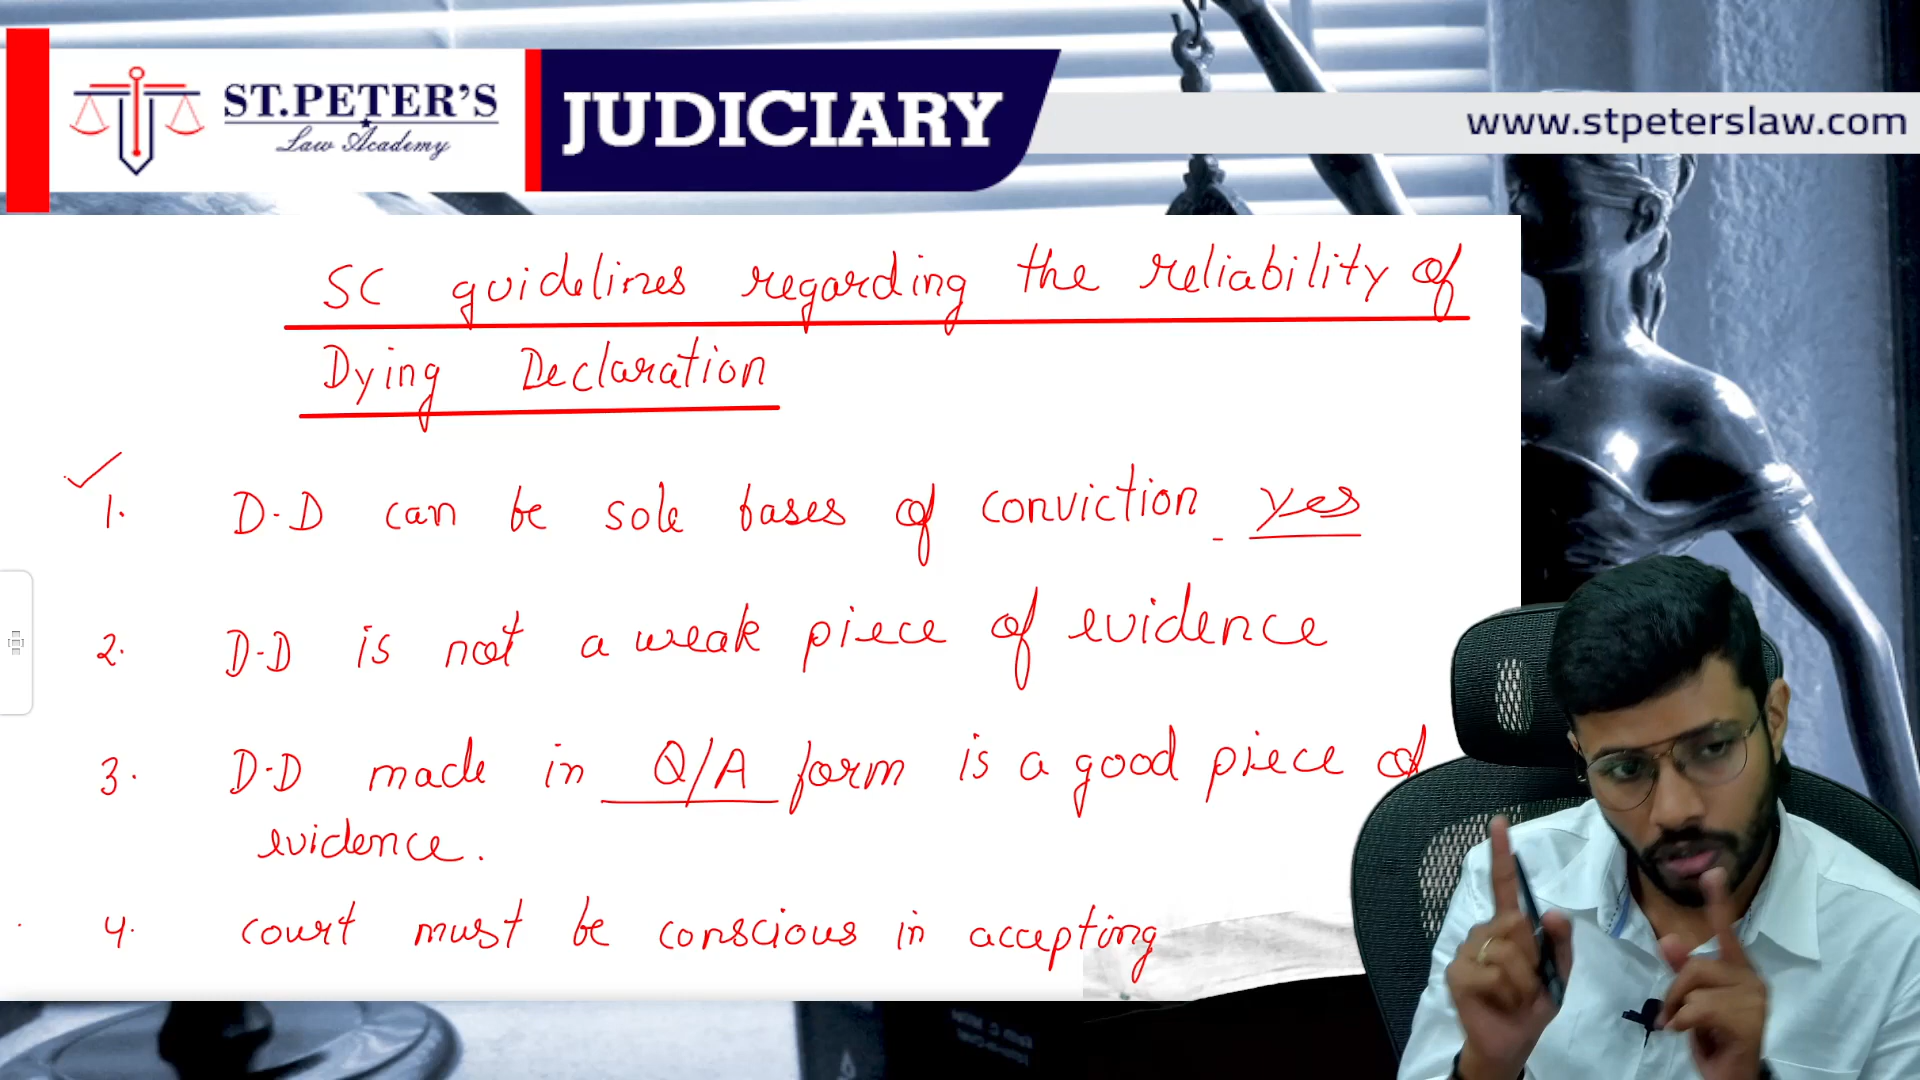 ST.PETER'S
Law Academy
JUDICIARY
www.stpeterslaw.com
SC guidelines regarding the reliability of
Dying Declaration
1. D.D can be sole bases of conviction - yes
2. D.D is not a weak piece of evidence
3. D.D made in Q/A form is a good piece of
evidence.
4. court must be conscious in accepting